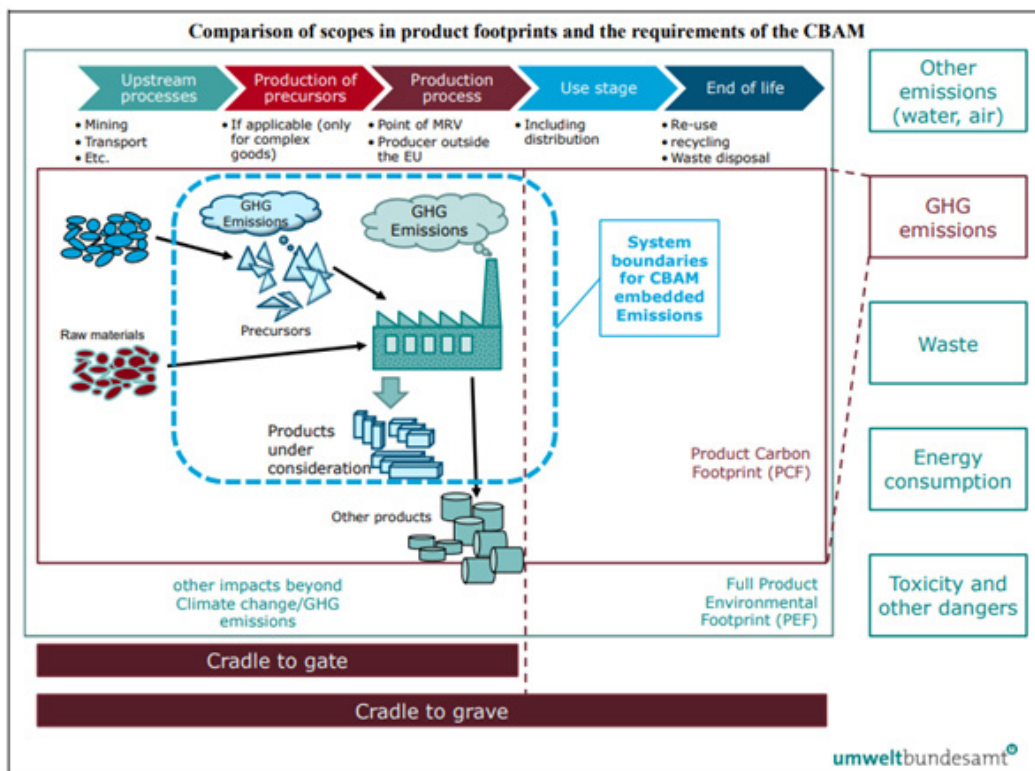 Comparison of scopes in product footprints and the requirements of the CBAM
Upstream
processes
Production of
precursors
Production
process
Use stage
End of life
• Mining
• Transport
• Etc.
• If applicable (only
for complex
goods)
• Point of MRV
• Producer outside
the EU
• Including
distribution
• Re-use
• recycling
• Waste disposal
Other
emissions
(water, air)
GHG
emissions
Waste
Energy
consumption
Toxicity and
other dangers
GHG
Emissions
GHG
Emissions
System
boundaries
for CBAM
embedded
Emissions
Precursors
Raw materials
Products
under
consideration
Other products
Product Carbon
Footprint (PCF)
other impacts beyond
Climate change/GHG
emissions
Full Product
Environmental
Footprint (PEF)
Cradle to gate
Cradle to grave
umweltbundesamt